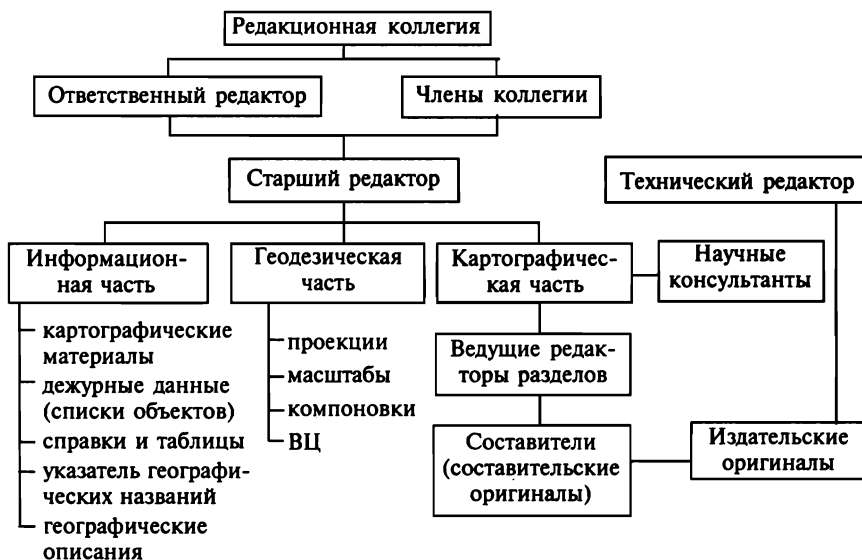 Редакционная коллегия
Ответственный редактор
Члены коллегии
Старший редактор
Технический редактор
Информацион-
ная часть
Геодезическая
часть
Картографичес-
кая часть
Научные
консультанты
картографические
материалы
дежурные данные
(списки объектов)
справки и таблицы
указатель географи-
ческих названий
географические
описания
проекции
масштабы
компоновки
ВЦ
Ведущие редак-
торы разделов
Составители
(составительские
оригиналы)
Издательские
оригиналы